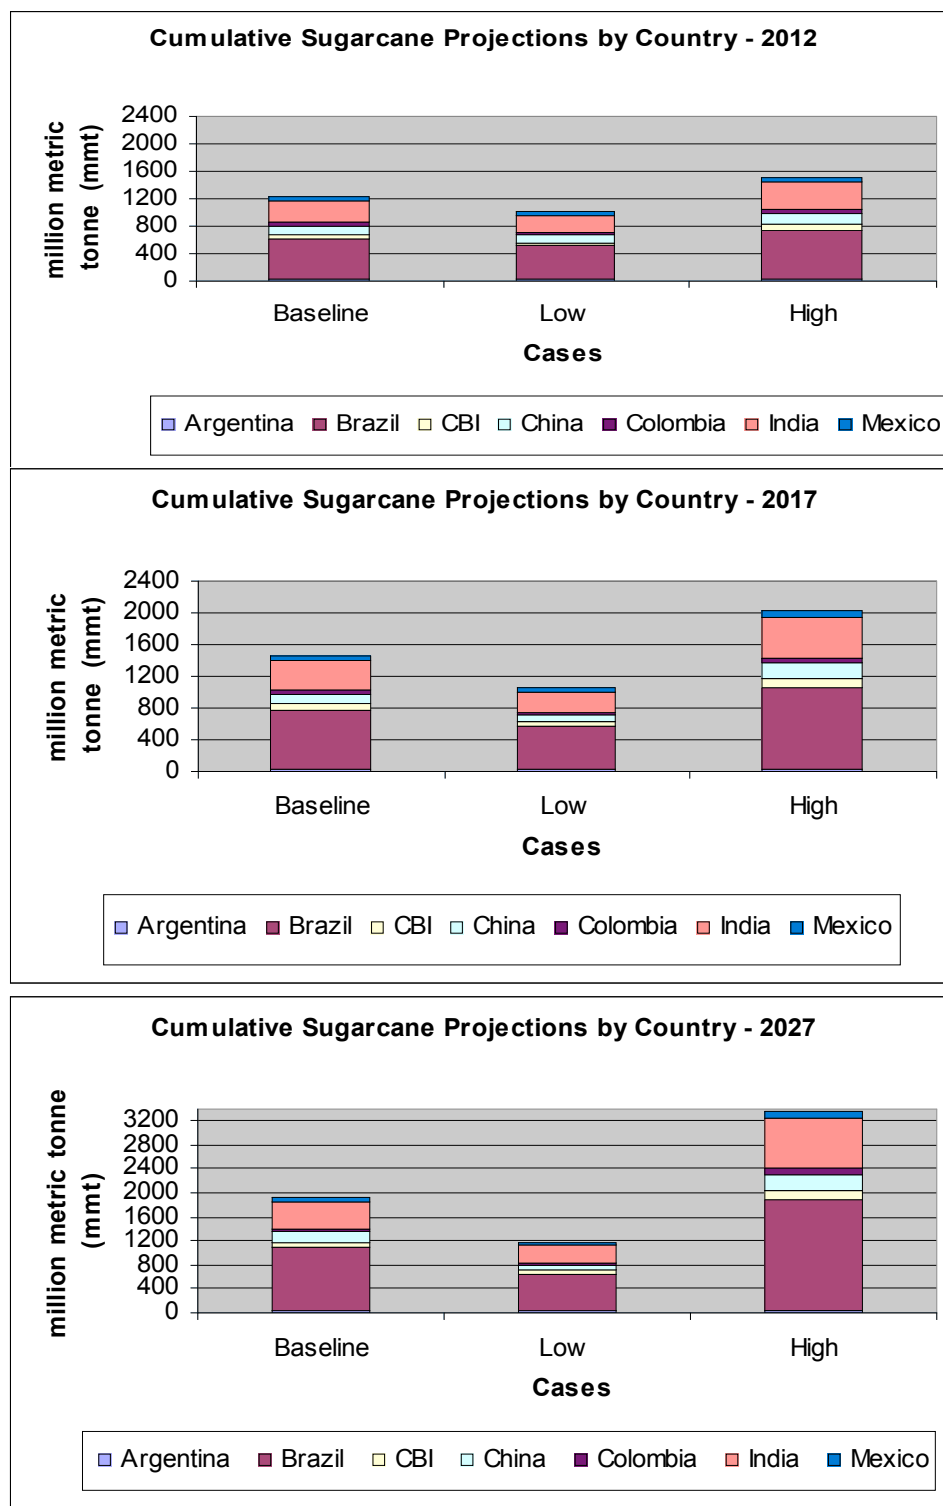 Cumulative Sugarcane Projections by Country - 2012
million metric
tonne (mmt)
2400
2000
1600
1200
800
400
0
Baseline Low High
Cases
Argentina Brazil CBI China Colombia India Mexico
Cumulative Sugarcane Projections by Country - 2017
million metric
tonne (mmt)
2400
2000
1600
1200
800
400
0
Baseline Low High
Cases
Argentina Brazil CBI China Colombia India Mexico
Cumulative Sugarcane Projections by Country - 2027
million metric tonne
(mmt)
3200
2800
2400
2000
1600
1200
800
400
0
Baseline Low High
Cases
Argentina Brazil CBI China Colombia India Mexico